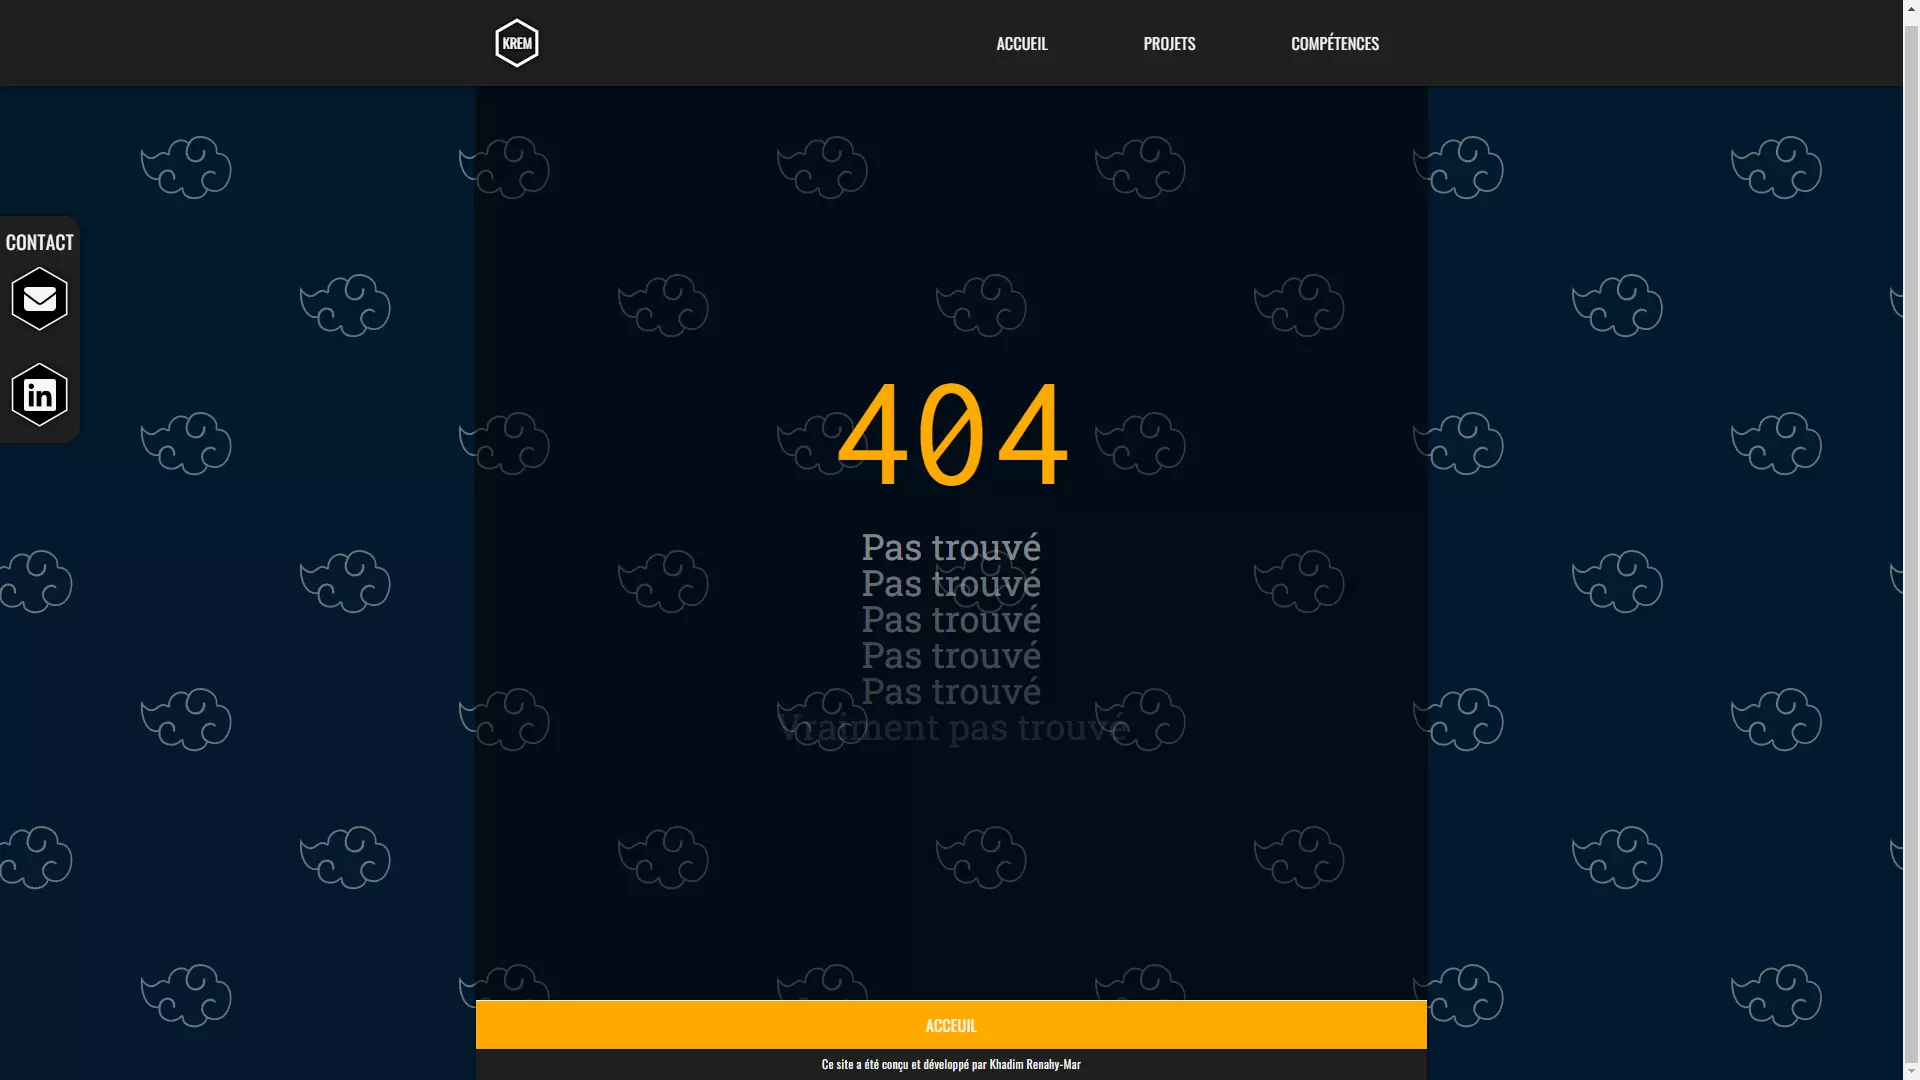 KREM
ACCUEIL
PROJETS
COMPÉTENCES
CONTACT
404
Pas trouvé
Pas trouvé
Pas trouvé
Pas trouvé
Pas trouvé
Vraiment pas trouvé
ACCEUIL
Ce site a été conçu et développé par Khadim Renahy-Mar